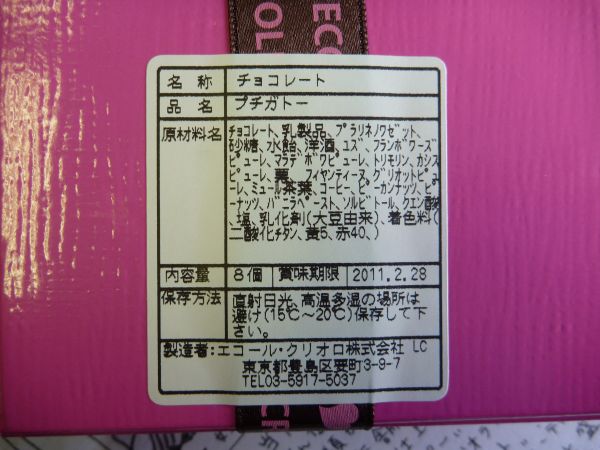 ECO
OL
名称 チョコレート
品名 プチガトー
原材料名 チョコレート、乳製品、プラリネノワゼット、
砂糖、水飴、洋酒、ユズ、フランボワーズ
ピューレ、マラデボワピューレ、トリモリン、カシス
ピューレ、栗、フィヤンティーヌ、グリオットピュ
ーレ、ミュール茶葉、コーヒー、ピーカンナッツ、ピ
ーナッツ、バニラペースト、ソルビトール、クエン酸
、塩、乳化剤(大豆由来)、着色料(
二酸化チタン、黄5、赤40、)
内容量 8個 賞味期限 2011.2.28
保存方法 直射日光、高温多湿の場所は
避け(15℃~20℃)保存して下
さい。
製造者:エコール・クリオロ株式会社 LC
東京都豊島区要町3-9-7
TEL03-5917-5037